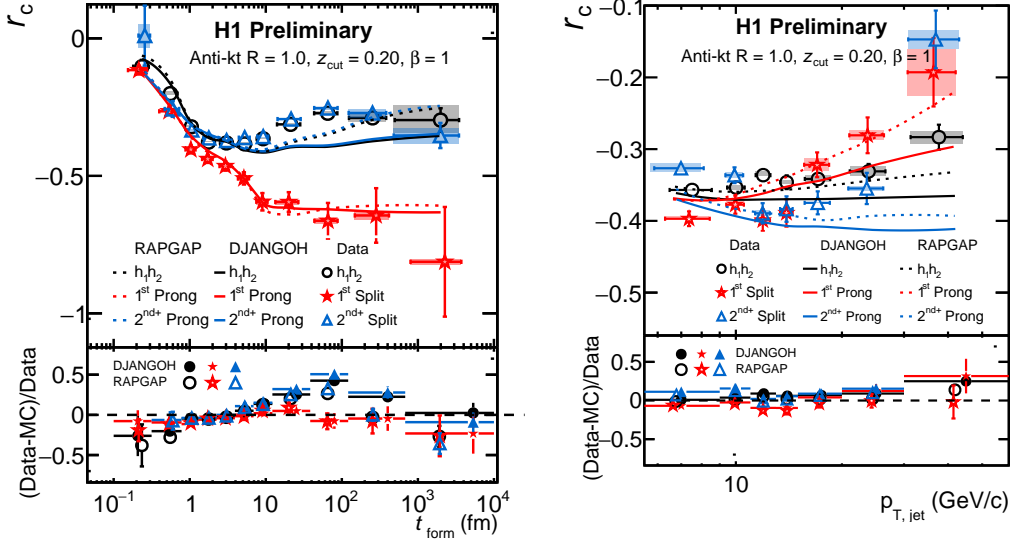 r_c
H1 Preliminary
Anti-kt R = 1.0, z_cut = 0.20, β = 1
0
−0.5
−1
RAPGAP DJANGOH Data
h₁h₂ h₁h₂ h₁h₂
1st Prong 1st Prong 1st Split
2nd+ Prong 2nd+ Prong 2nd+ Split
(Data-MC)/Data
0.5
0
−0.5
DJANGOH
RAPGAP
10⁻¹ 1 10 10² 10³ 10⁴
t_form (fm)
r_c
−0.1
H1 Preliminary
Anti-kt R = 1.0, z_cut = 0.20, β = 1
−0.2
−0.3
−0.4
−0.5
Data DJANGOH RAPGAP
h₁h₂ h₁h₂ h₁h₂
1st Split 1st Prong 1st Prong
2nd+ Split 2nd+ Prong 2nd+ Prong
(Data-MC)/Data
0.5
0
−0.5
DJANGOH
RAPGAP
10
p_T, jet (GeV/c)